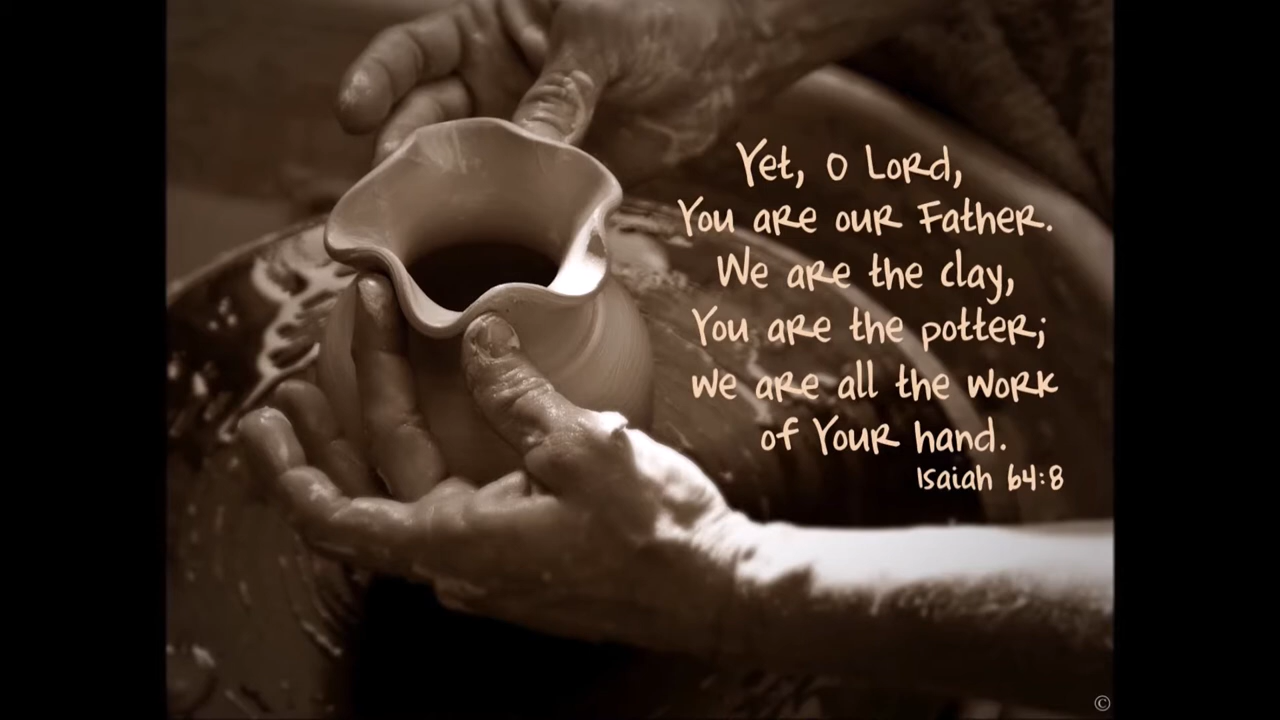 Yet, O Lord,
You are our Father.
We are the clay,
You are the potter;
we are all the work
of Your hand.
Isaiah 64:8
©